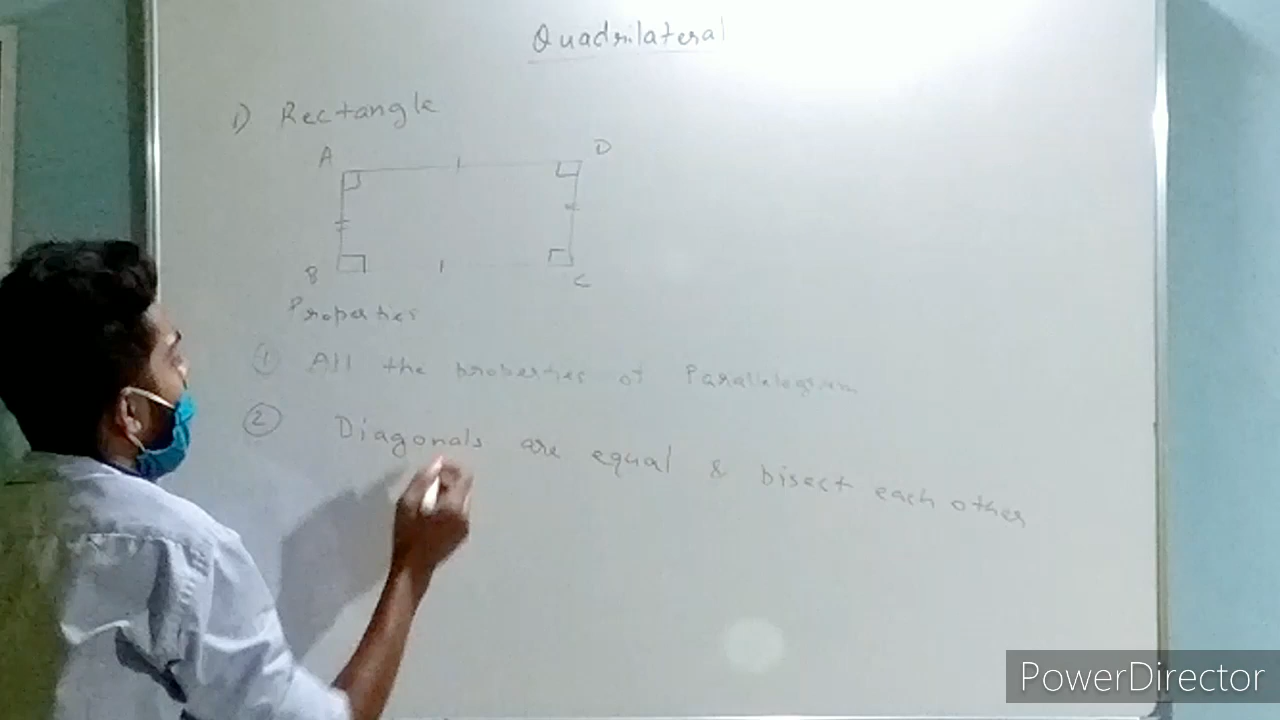 Quadrilateral
1) Rectangle
A D
B C
Properties
1 All the properties of Parallelogram
2 Diagonals are equal & bisect each other
PowerDirector